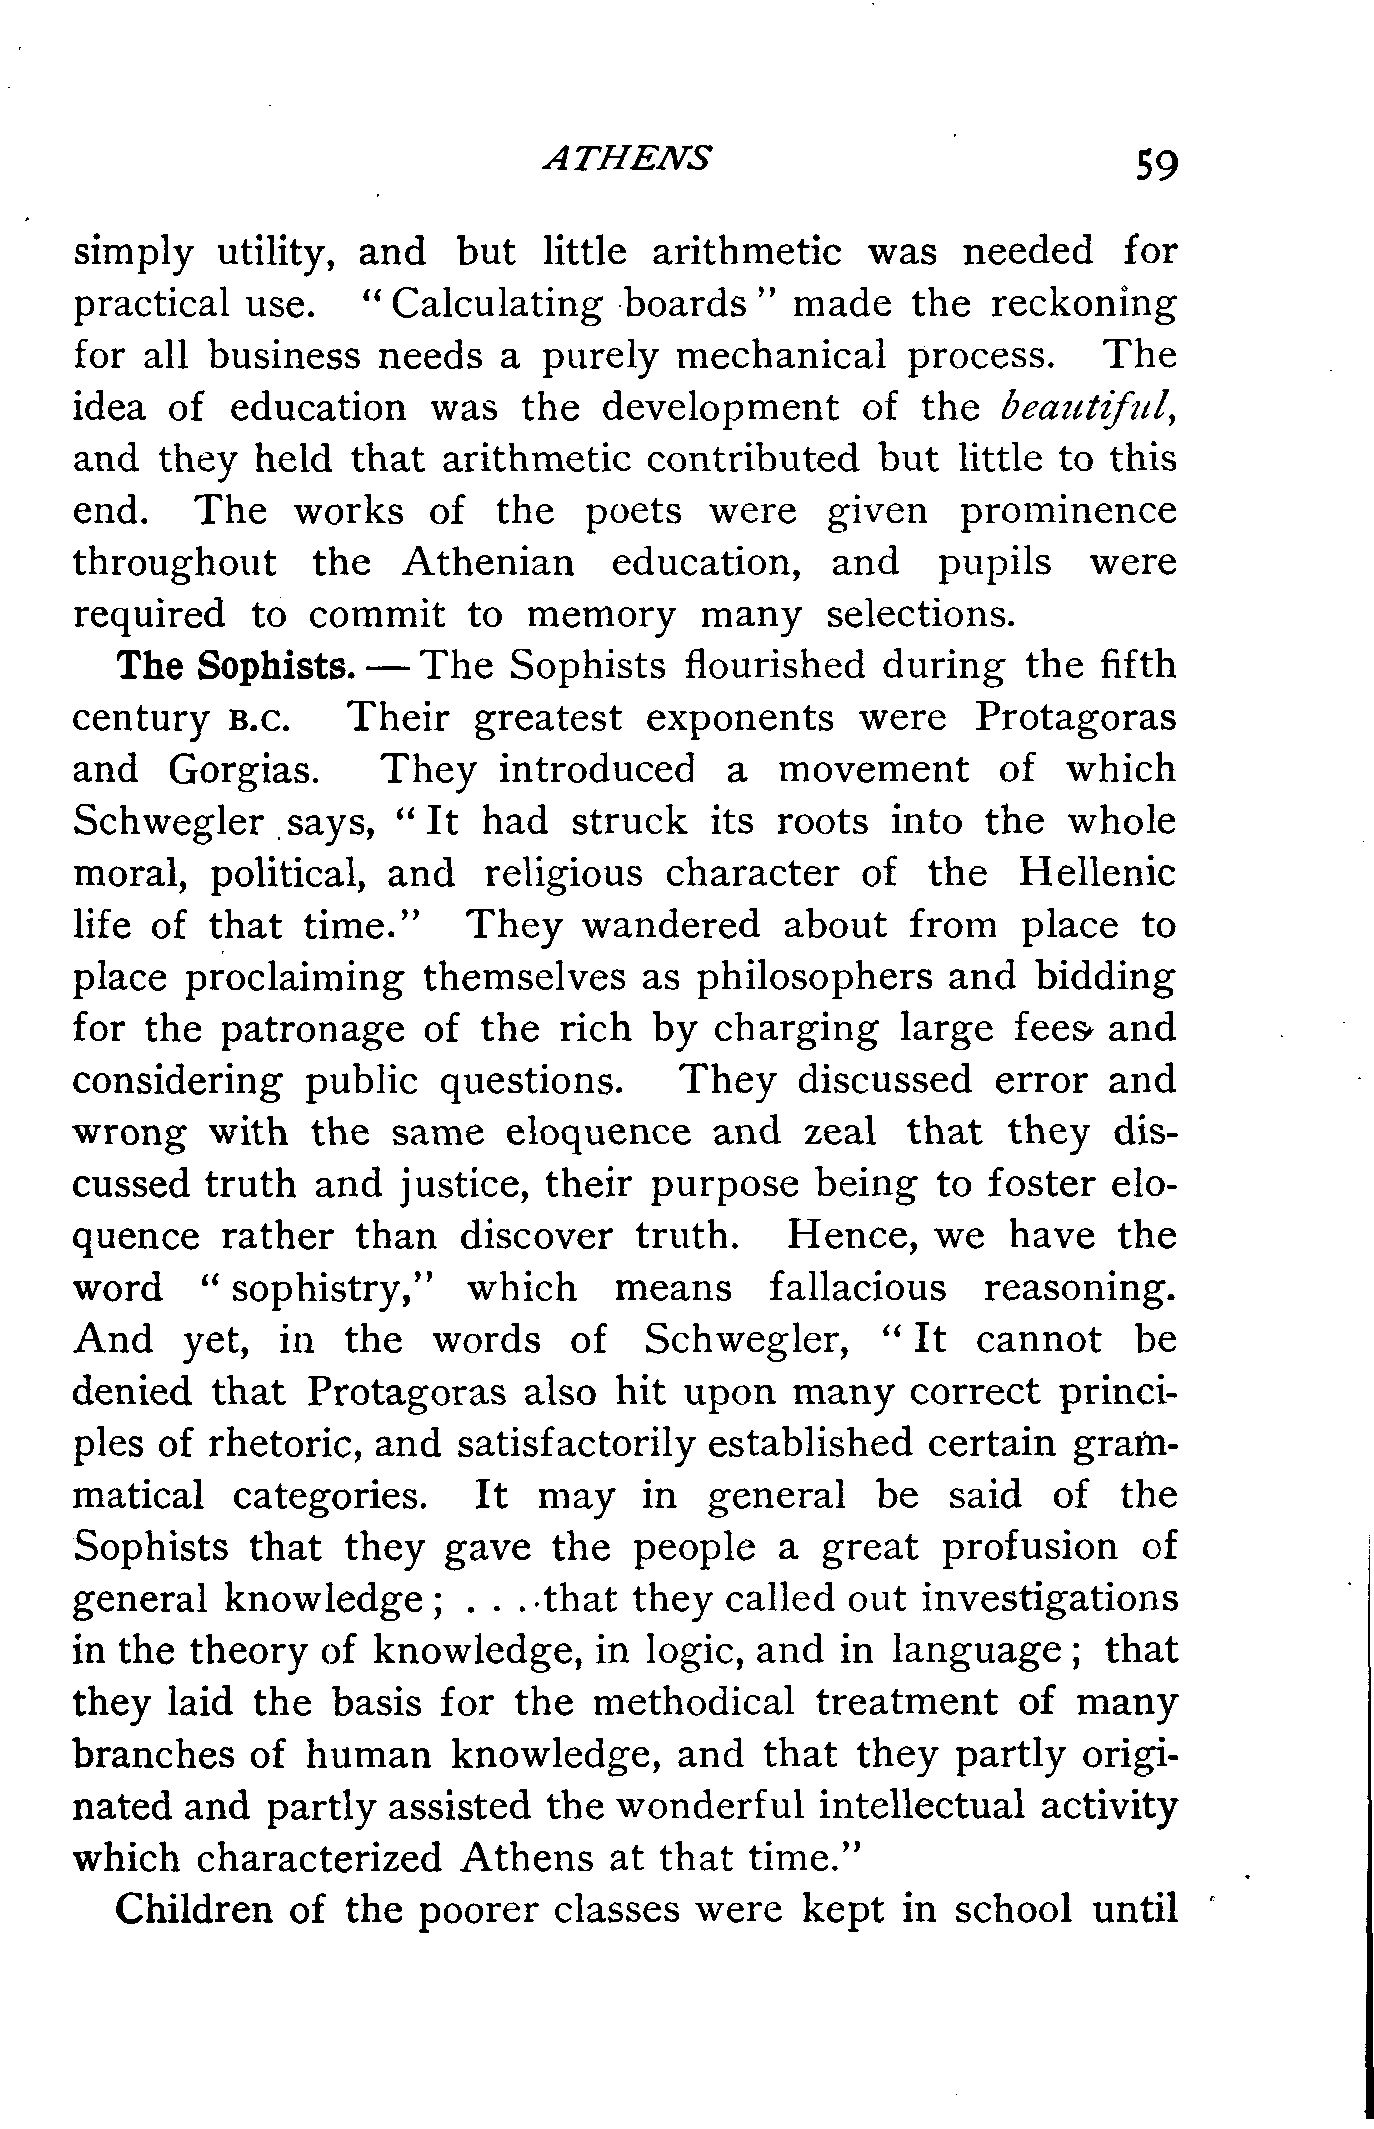 ATHENS 59
simply utility, and but little arithmetic was needed for
practical use. “Calculating boards” made the reckoning
for all business needs a purely mechanical process. The
idea of education was the development of the beautiful,
and they held that arithmetic contributed but little to this
end. The works of the poets were given prominence
throughout the Athenian education, and pupils were
required to commit to memory many selections.
The Sophists. — The Sophists flourished during the fifth
century B.C. Their greatest exponents were Protagoras
and Gorgias. They introduced a movement of which
Schwegler says, “It had struck its roots into the whole
moral, political, and religious character of the Hellenic
life of that time.” They wandered about from place to
place proclaiming themselves as philosophers and bidding
for the patronage of the rich by charging large fees and
considering public questions. They discussed error and
wrong with the same eloquence and zeal that they dis-
cussed truth and justice, their purpose being to foster elo-
quence rather than discover truth. Hence, we have the
word “sophistry,” which means fallacious reasoning.
And yet, in the words of Schwegler, “It cannot be
denied that Protagoras also hit upon many correct princi-
ples of rhetoric, and satisfactorily established certain gram-
matical categories. It may in general be said of the
Sophists that they gave the people a great profusion of
general knowledge; . . . that they called out investigations
in the theory of knowledge, in logic, and in language; that
they laid the basis for the methodical treatment of many
branches of human knowledge, and that they partly origi-
nated and partly assisted the wonderful intellectual activity
which characterized Athens at that time.”
Children of the poorer classes were kept in school until